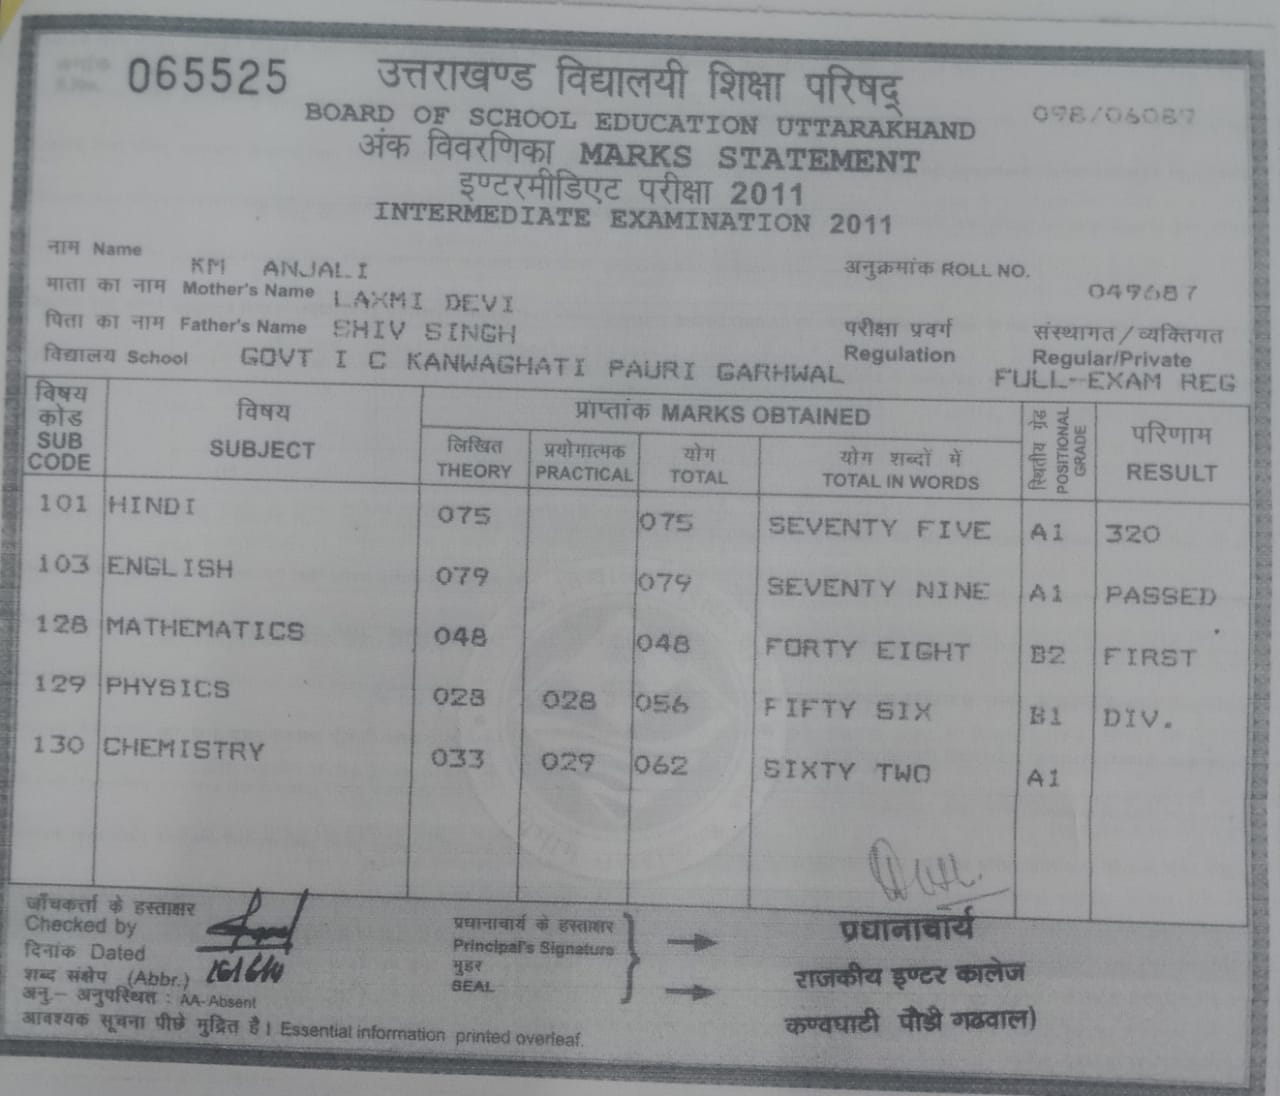 065525
उत्तराखण्ड विद्यालयी शिक्षा परिषद्
098/06087
BOARD OF SCHOOL EDUCATION UTTARAKHAND
अंक विवरणिका MARKS STATEMENT
इण्टरमीडिएट परीक्षा 2011
INTERMEDIATE EXAMINATION 2011
नाम Name KM ANJALI
अनुक्रमांक ROLL NO. 049687
माता का नाम Mother's Name LAXMI DEVI
पिता का नाम Father's Name SHIV SINGH
परीक्षा प्रवर्ग संस्थागत / व्यक्तिगत
विद्यालय School GOVT I C KANWAGHATI PAURI GARHWAL
Regulation Regular/Private
FULL-EXAM REG
विषय कोड SUB CODE
विषय SUBJECT
प्राप्तांक MARKS OBTAINED
लिखित THEORY
प्रयोगात्मक PRACTICAL
योग TOTAL
योग शब्दों में TOTAL IN WORDS
स्थितीय ग्रेड POSITIONAL GRADE
परिणाम RESULT
101 HINDI 075 075 SEVENTY FIVE A1 320
103 ENGLISH 079 079 SEVENTY NINE A1 PASSED
128 MATHEMATICS 048 048 FORTY EIGHT B2 FIRST
129 PHYSICS 028 028 056 FIFTY SIX B1 DIV.
130 CHEMISTRY 033 029 062 SIXTY TWO A1
जाँचकर्त्ता के हस्ताक्षर
Checked by
दिनांक Dated
शब्द संक्षेप (Abbr.)
अनु.– अनुपस्थित : AA-Absent
आवश्यक सूचना पीछे मुद्रित है। Essential information printed overleaf.
प्रधानाचार्य के हस्ताक्षर
Principal's Signature
मुहर
SEAL
प्रधानाचार्य
राजकीय इण्टर कालेज
कण्वघाटी पौडी गढवाल)